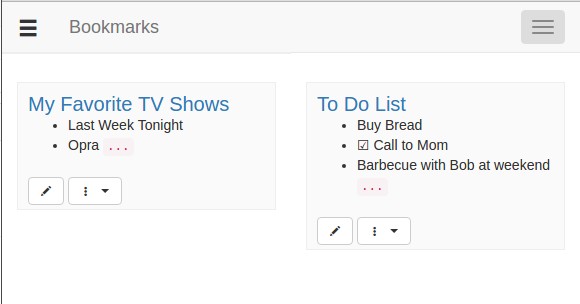 Bookmarks
My Favorite TV Shows
• Last Week Tonight
• Opra ...
To Do List
• Buy Bread
• ☑ Call to Mom
• Barbecue with Bob at weekend
...